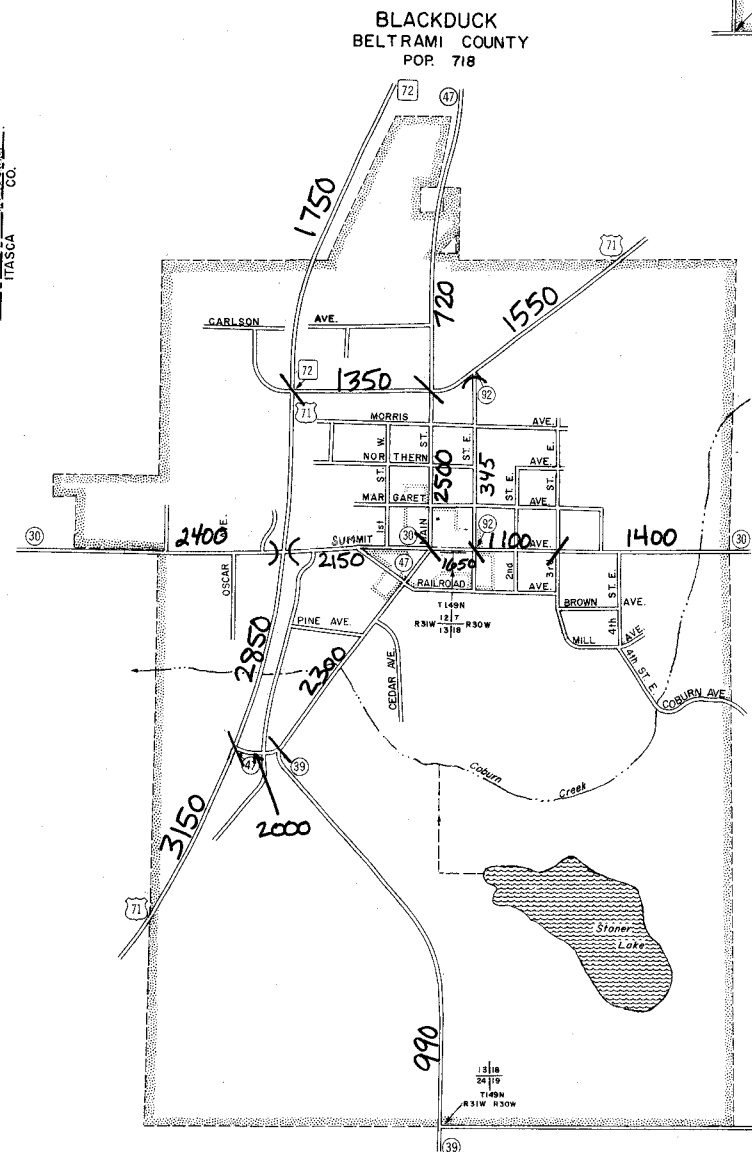 BLACKDUCK
BELTRAMI COUNTY
POP. 718
ITASCA CO.
72
47
1750
71
720
1550
CARLSON AVE.
72
1350
71
92
MORRIS AVE.
NORTHERN AVE.
1st ST. W.
MAIN ST.
2500
ST. E.
345
2nd ST. E.
3rd ST. E.
MARGARET AVE.
30
2400
SUMMIT AVE.
2150
30
92
1100
1400
30
47
1650
RAILROAD AVE.
OSCAR E.
T149N
R31W 12 7 R30W
13 18
BROWN AVE.
4th ST. E.
MILL AVE.
PINE AVE.
2850
2300
CEDAR AVE.
4th ST. E.
COBURN AVE.
47
39
Coburn Creek
3150
2000
71
Stoner Lake
990
13 18
24 19
T149N
R31W R30W
39